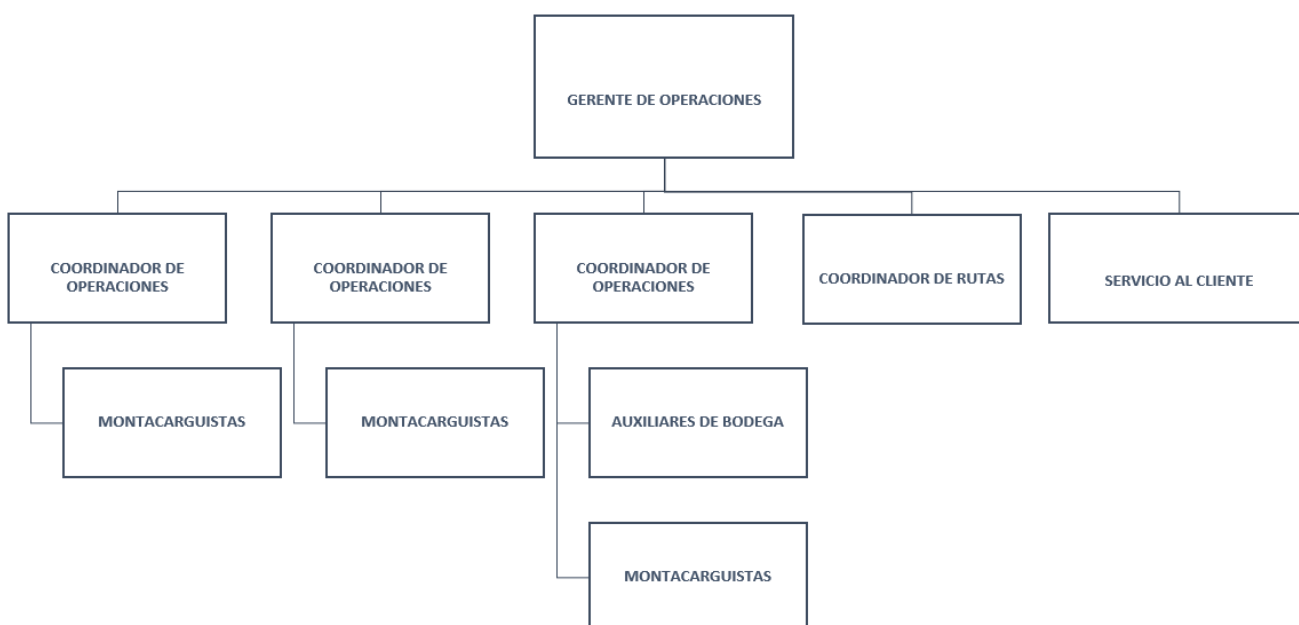 GERENTE DE OPERACIONES
COORDINADOR DE
OPERACIONES
COORDINADOR DE
OPERACIONES
COORDINADOR DE
OPERACIONES
COORDINADOR DE RUTAS
SERVICIO AL CLIENTE
MONTACARGUISTAS
MONTACARGUISTAS
AUXILIARES DE BODEGA
MONTACARGUISTAS